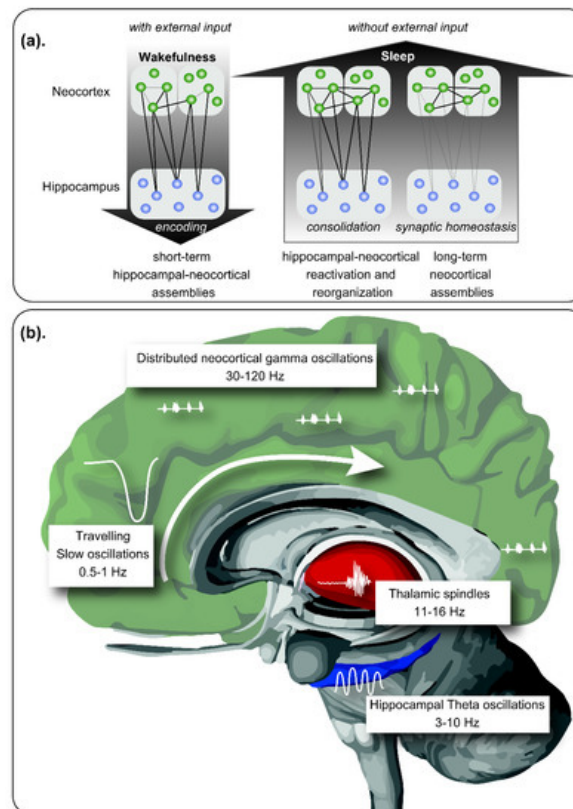 (a).
with external input
without external input
Wakefulness
Sleep
Neocortex
Hippocampus
encoding
consolidation
synaptic homeostasis
short-term
hippocampal-neocortical
assemblies
hippocampal-neocortical
reactivation and
reorganization
long-term
neocortical
assemblies
(b).
Distributed neocortical gamma oscillations
30-120 Hz
Travelling
Slow oscillations
0.5-1 Hz
Thalamic spindles
11-16 Hz
Hippocampal Theta oscillations
3-10 Hz